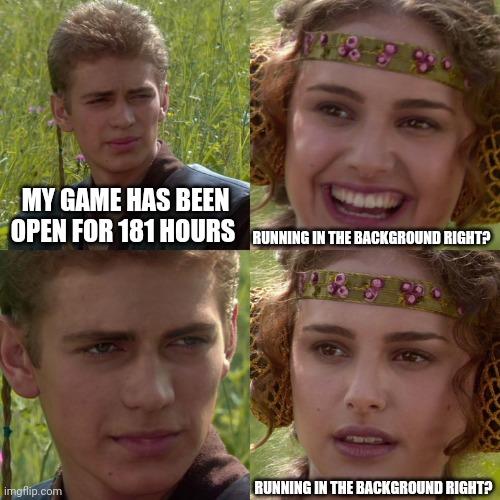 MY GAME HAS BEEN
OPEN FOR 181 HOURS
RUNNING IN THE BACKGROUND RIGHT?
RUNNING IN THE BACKGROUND RIGHT?
imgflip.com